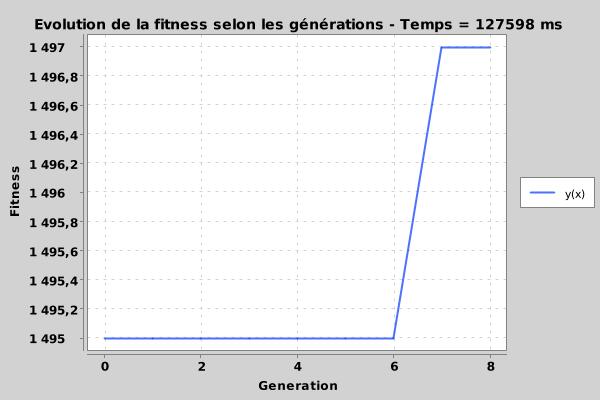 Evolution de la fitness selon les générations - Temps = 127598 ms
1 497
1 496,8
1 496,6
1 496,4
1 496,2
1 496
1 495,8
1 495,6
1 495,4
1 495,2
1 495
Fitness
0 2 4 6 8
Generation
y(x)